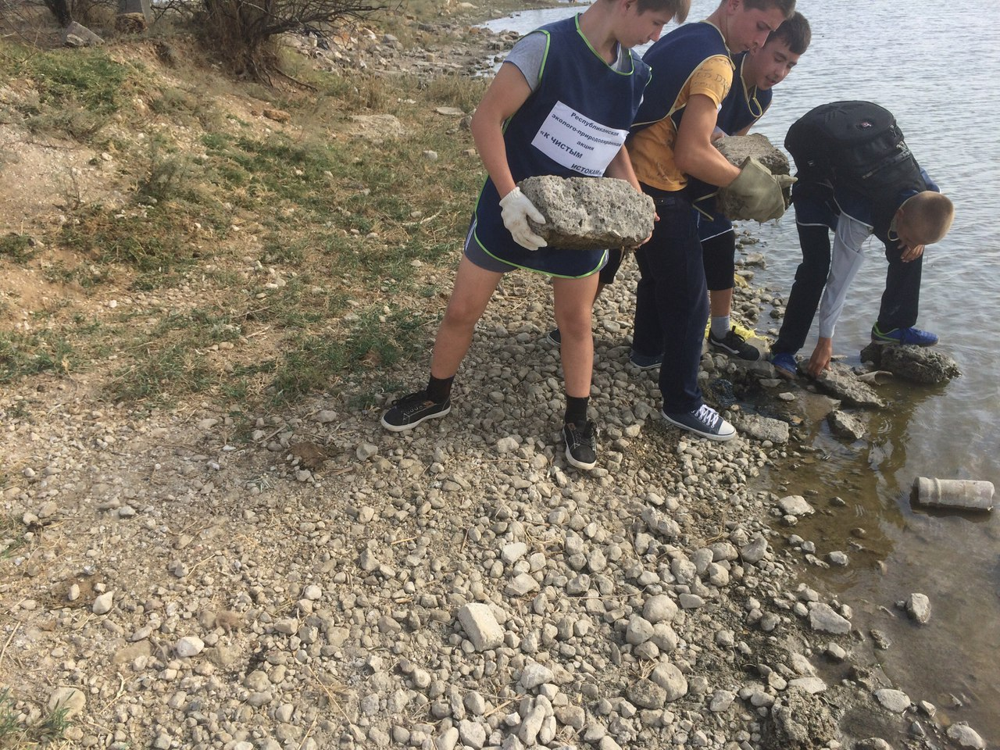 Республиканская
эколого-природоохранная
акция
«К ЧИСТЫМ
ИСТОКАМ»